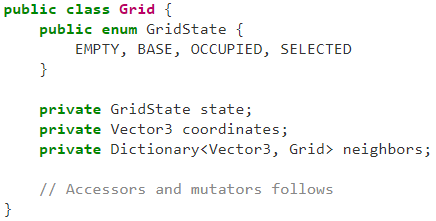 public class Grid {
    public enum GridState {
        EMPTY, BASE, OCCUPIED, SELECTED
    }

    private GridState state;
    private Vector3 coordinates;
    private Dictionary<Vector3, Grid> neighbors;

    // Accessors and mutators follows
}